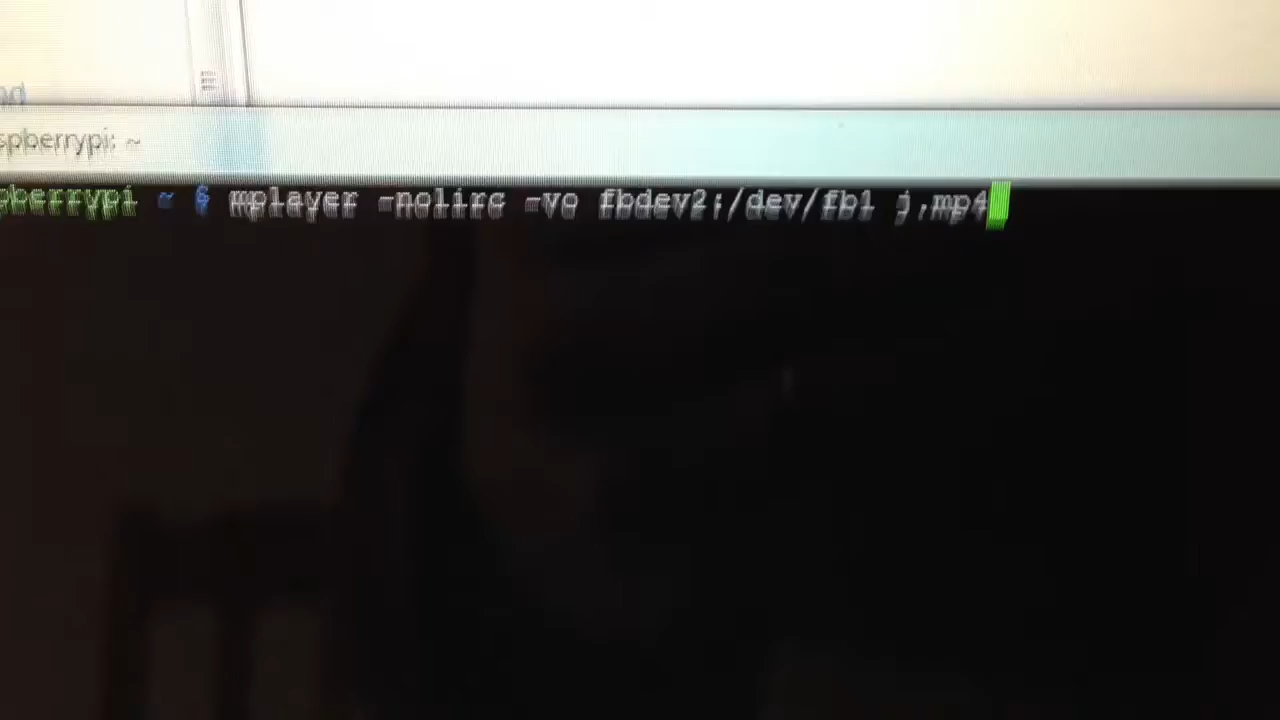 spberrypi: ~
pberrypi ~ $ mplayer -nolirc -vo fbdev2:/dev/fb1 j.mp4